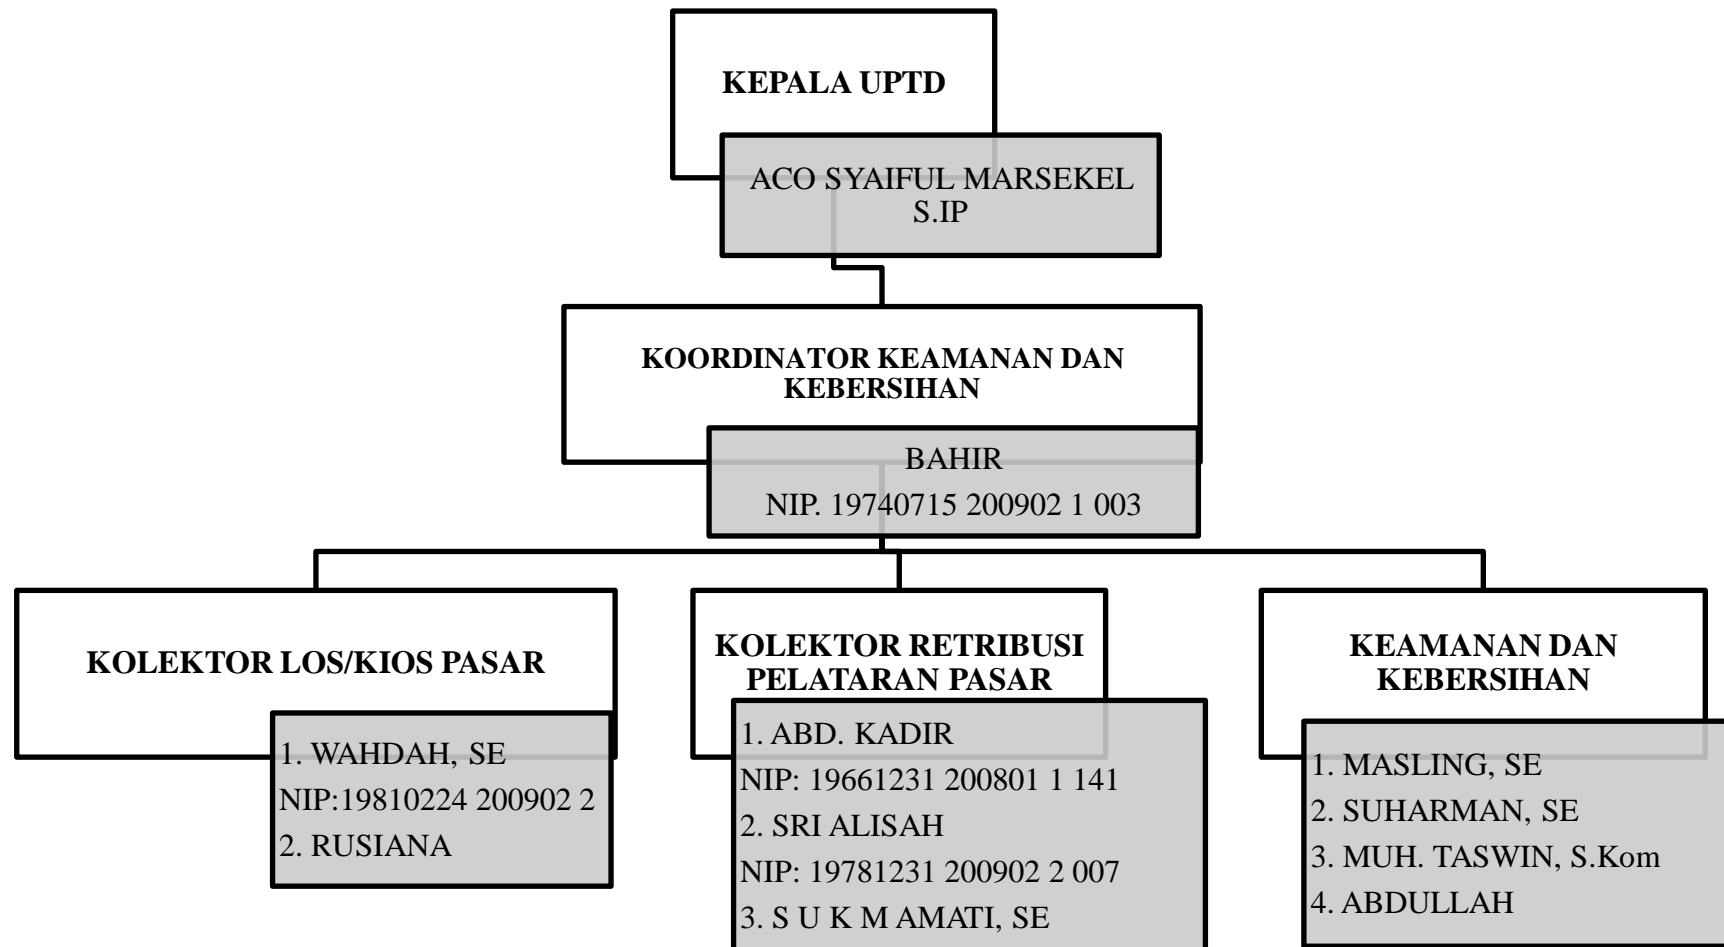 KEPALA UPTD
ACO SYAIFUL MARSEKEL
S.IP
KOORDINATOR KEAMANAN DAN
KEBERSIHAN
BAHIR
NIP. 19740715 200902 1 003
KOLEKTOR LOS/KIOS PASAR
1. WAHDAH, SE
NIP:19810224 200902 2
2. RUSIANA
KOLEKTOR RETRIBUSI
PELATARAN PASAR
1. ABD. KADIR
NIP: 19661231 200801 1 141
2. SRI ALISAH
NIP: 19781231 200902 2 007
3. S U K M AMATI, SE
KEAMANAN DAN
KEBERSIHAN
1. MASLING, SE
2. SUHARMAN, SE
3. MUH. TASWIN, S.Kom
4. ABDULLAH